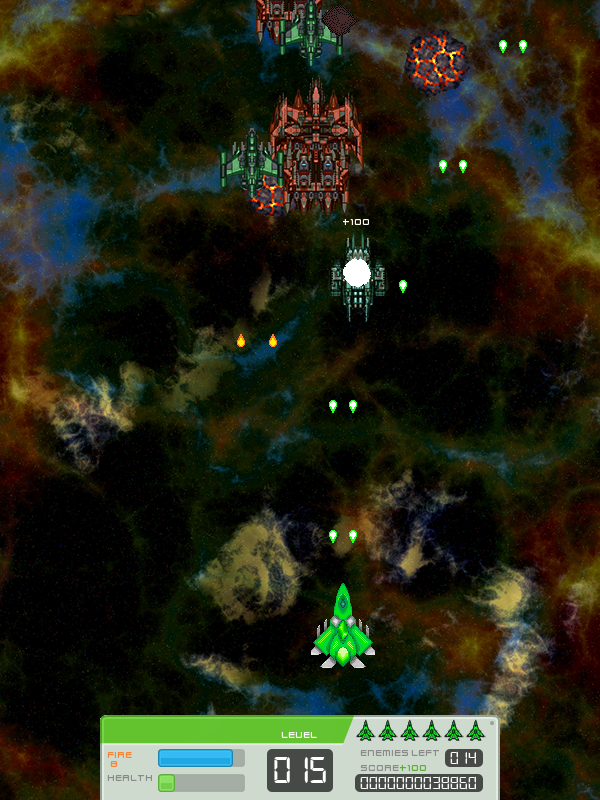 +100
LEVEL
FIRE
8
HEALTH
015
ENEMIES LEFT 014
SCORE+100
0000000038860